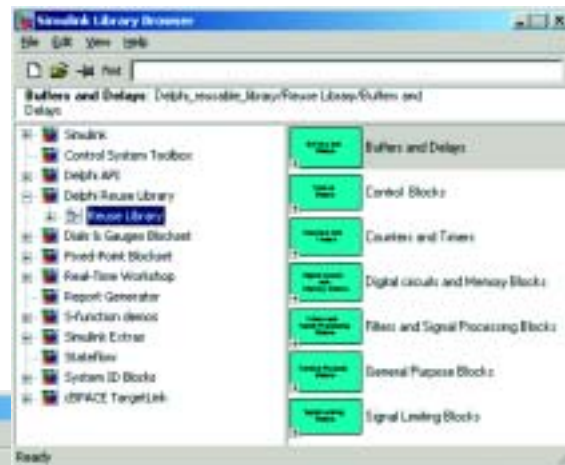 Simulink Library Browser
File Edit View Help
Find
Buffers and Delays: Delphi_reusable_library/Reuse Library/Buffers and
Delays
Simulink
Control System Toolbox
Delphi API
Delphi Reuse Library
Reuse Library
Dials & Gauges Blockset
Fixed-Point Blockset
Real-Time Workshop
Report Generator
S-function demos
Simulink Extras
Stateflow
System ID Blocks
dSPACE TargetLink
Buffers and Delays
Control Blocks
Counters and Timers
Digital circuits and Memory Blocks
Filters and Signal Processing Blocks
General Purpose Blocks
Signal Limiting Blocks
Ready